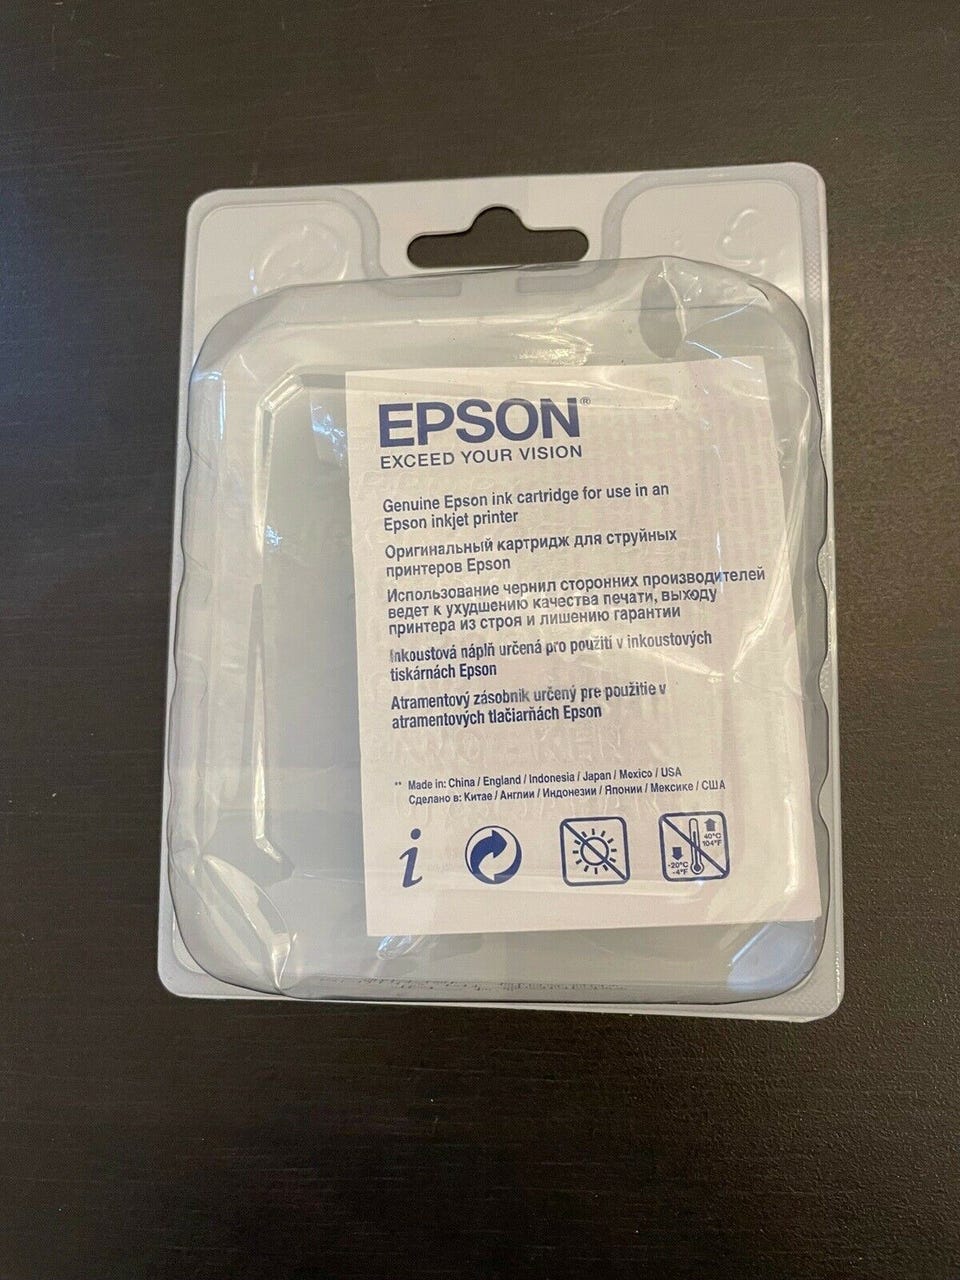 EPSON®
EXCEED YOUR VISION
Genuine Epson ink cartridge for use in an
Epson inkjet printer
Оригинальный картридж для струйных
принтеров Epson
Использование чернил сторонних производителей
ведет к ухудшению качества печати, выходу
принтера из строя и лишению гарантии
Inkoustová náplň určená pro použití v inkoustových
tiskárnách Epson
Atramentový zásobnik určený pre použitie v
atramentových tlačiarňách Epson
** Made in: China / England / Indonesia / Japan / Mexico / USA
Сделано в: Китае / Англии / Индонезии / Японии / Мексике / США
i
40°C
104°F
-20°C
-4°F